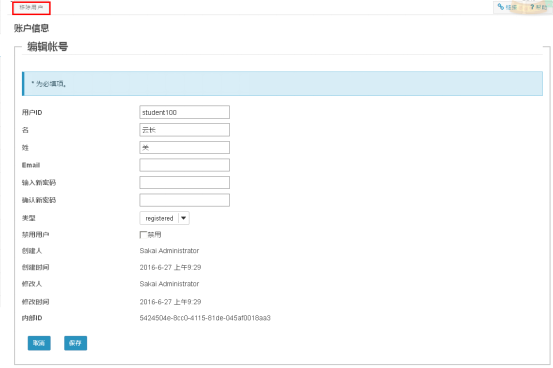 移除用户
链接 ? 帮助
账户信息
编辑帐号
* 为必填项。
用户ID student100
名 云长
姓 关
Email
输入新密码
确认新密码
类型 registered
禁用用户 禁用
创建人 Sakai Administrator
创建时间 2016-6-27 上午9:29
修改人 Sakai Administrator
修改时间 2016-6-27 上午9:29
内部ID 5424504e-8cc0-4115-81de-045af0018aa3
取消 保存